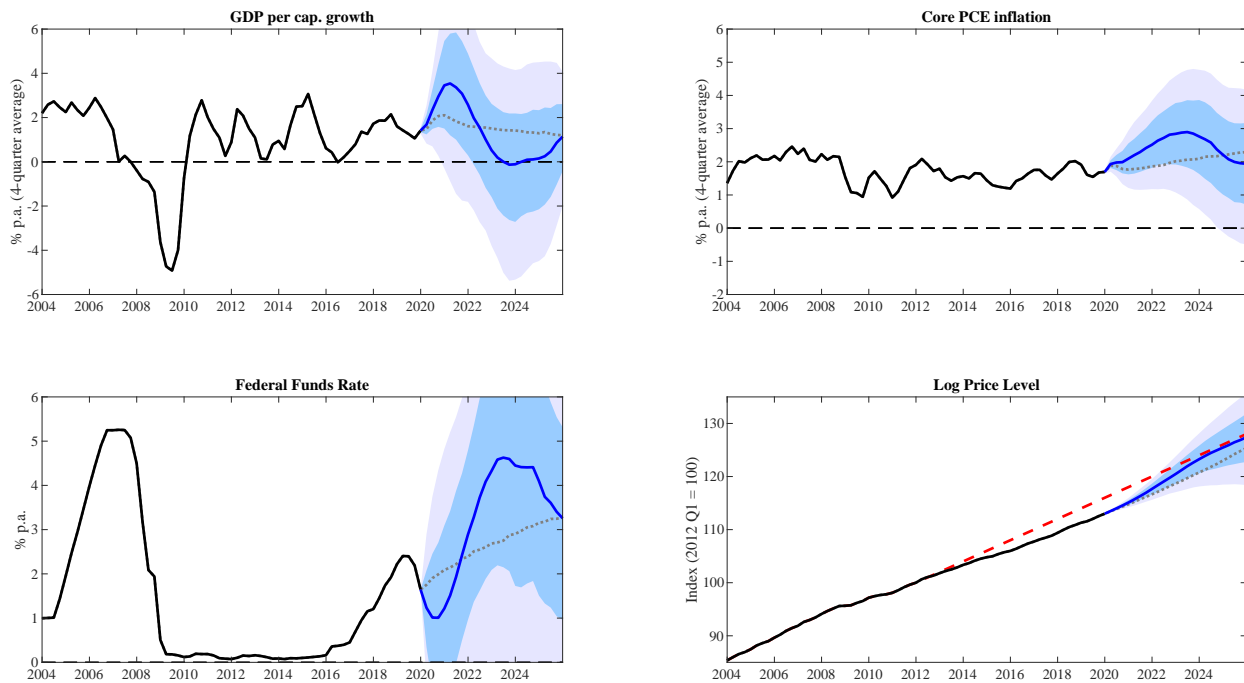 GDP per cap. growth
% p.a. (4-quarter average)
6
4
2
0
-2
-4
-6
2004 2006 2008 2010 2012 2014 2016 2018 2020 2022 2024
Core PCE inflation
% p.a. (4-quarter average)
6
5
4
3
2
1
0
-1
-2
2004 2006 2008 2010 2012 2014 2016 2018 2020 2022 2024
Federal Funds Rate
% p.a.
6
5
4
3
2
1
0
2004 2006 2008 2010 2012 2014 2016 2018 2020 2022 2024
Log Price Level
Index (2012 Q1 = 100)
130
120
110
100
90
2004 2006 2008 2010 2012 2014 2016 2018 2020 2022 2024